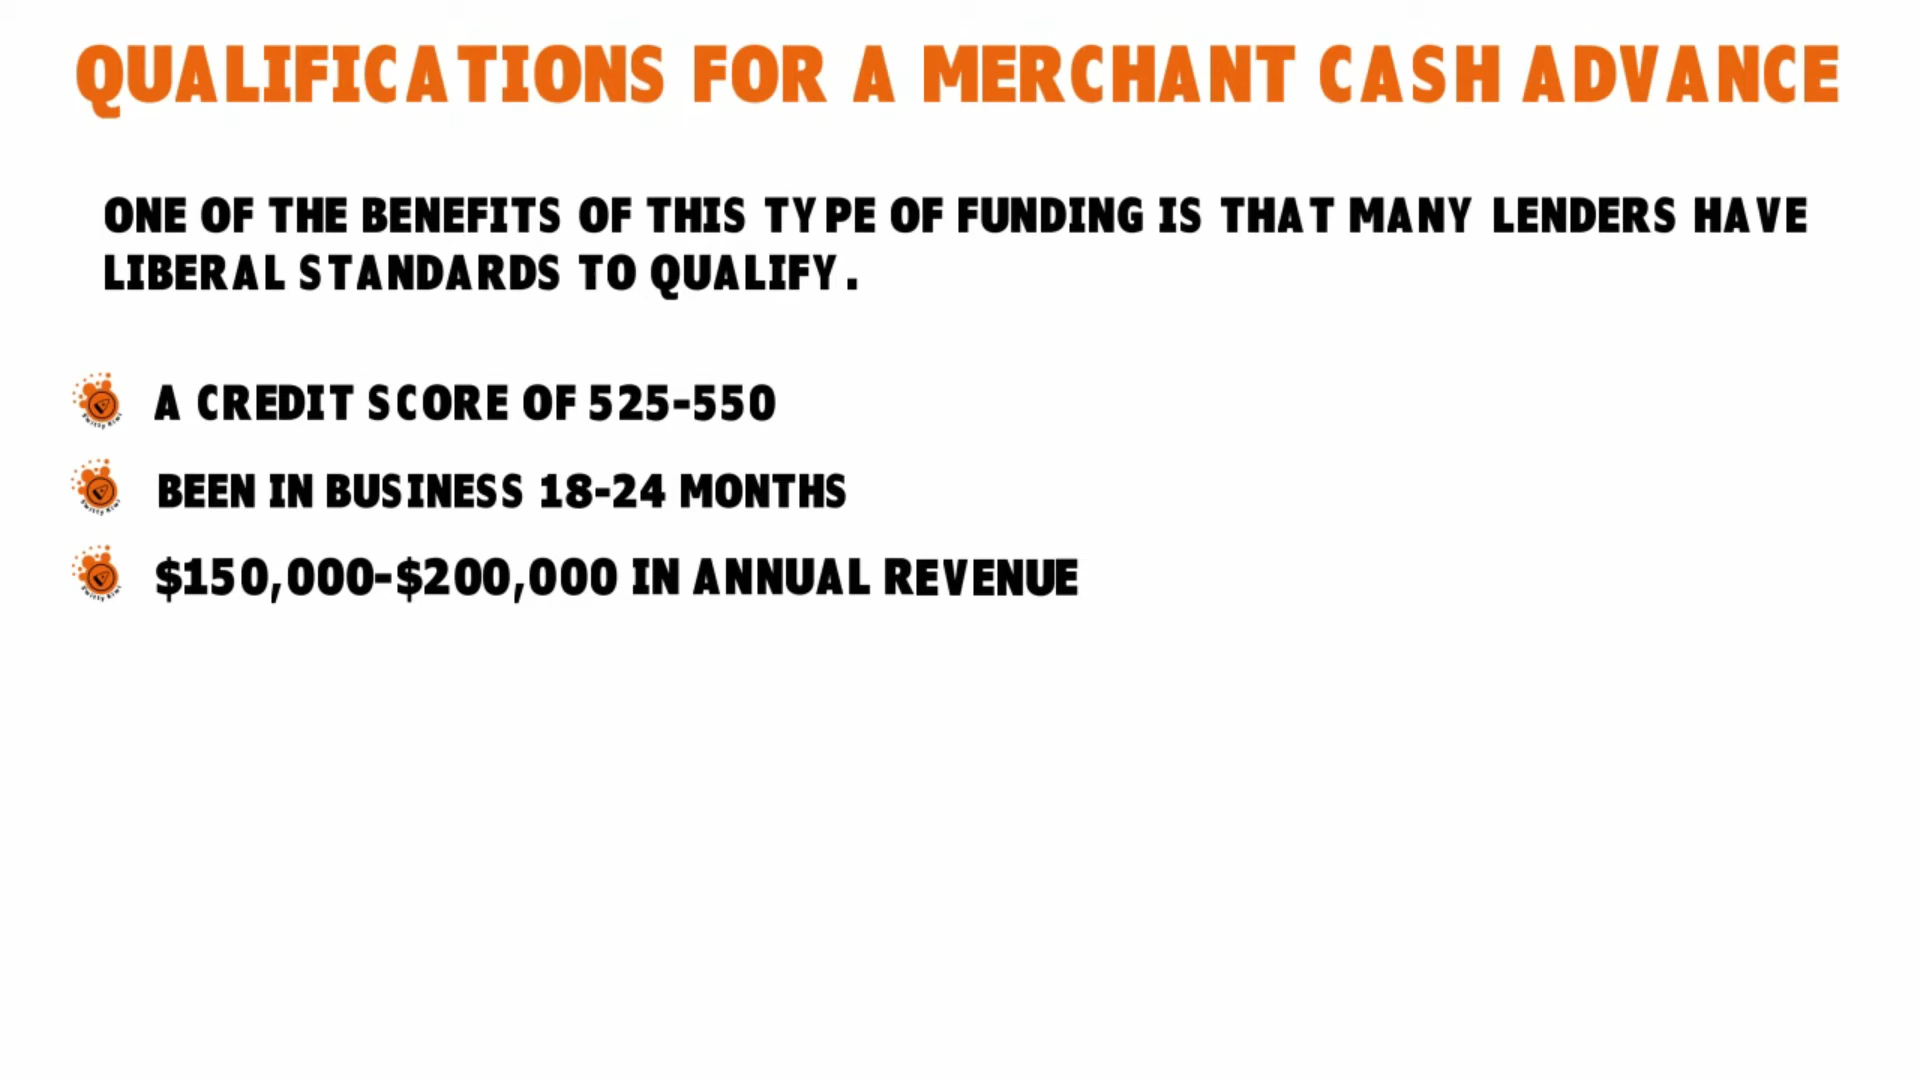 QUALIFICATIONS FOR A MERCHANT CASH ADVANCE
ONE OF THE BENEFITS OF THIS TYPE OF FUNDING IS THAT MANY LENDERS HAVE
LIBERAL STANDARDS TO QUALIFY.
A CREDIT SCORE OF 525-550
BEEN IN BUSINESS 18-24 MONTHS
$150,000-$200,000 IN ANNUAL REVENUE